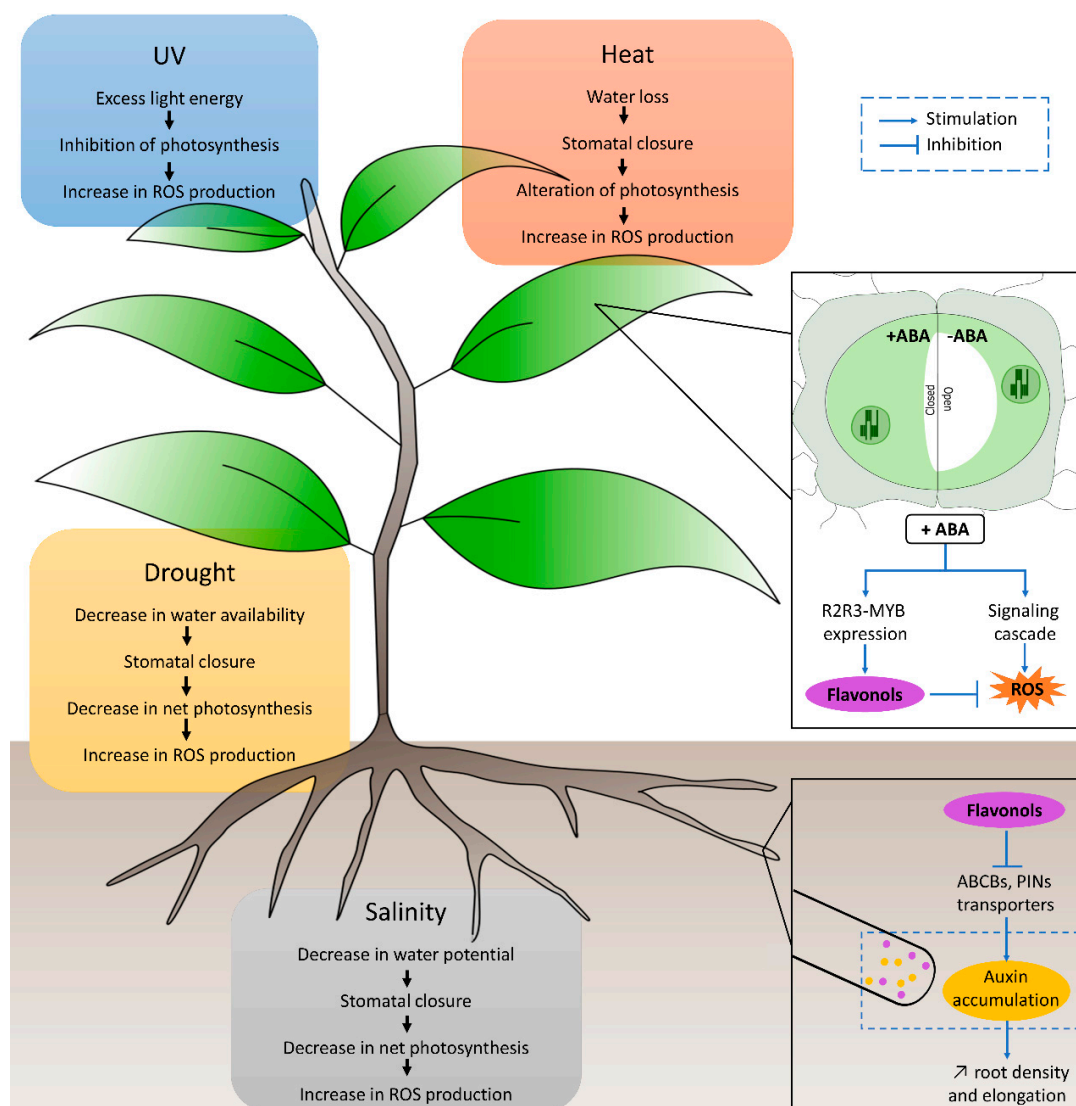 UV
Excess light energy
Inhibition of photosynthesis
Increase in ROS production
Heat
Water loss
Stomatal closure
Alteration of photosynthesis
Increase in ROS production
Stimulation
Inhibition
+ABA -ABA
Closed
Open
+ ABA
R2R3-MYB
expression
Signaling
cascade
Flavonols
ROS
Drought
Decrease in water availability
Stomatal closure
Decrease in net photosynthesis
Increase in ROS production
Flavonols
ABCBs, PINs
transporters
Auxin
accumulation
↗ root density
and elongation
Salinity
Decrease in water potential
Stomatal closure
Decrease in net photosynthesis
Increase in ROS production